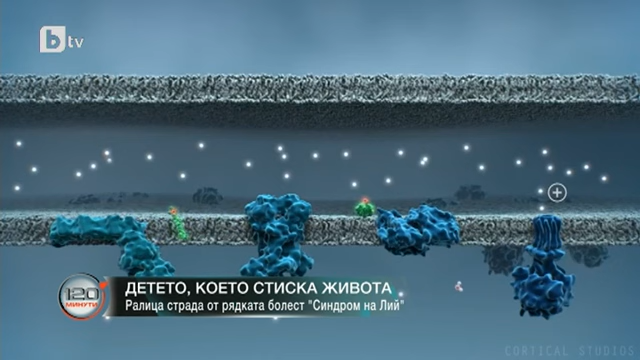 btv
ДЕТЕТО, КОЕТО СТИСКА ЖИВОТА
120
МИНУТИ
Ралица страда от рядката болест "Синдром на Лий"
CORTICAL STUDIOS